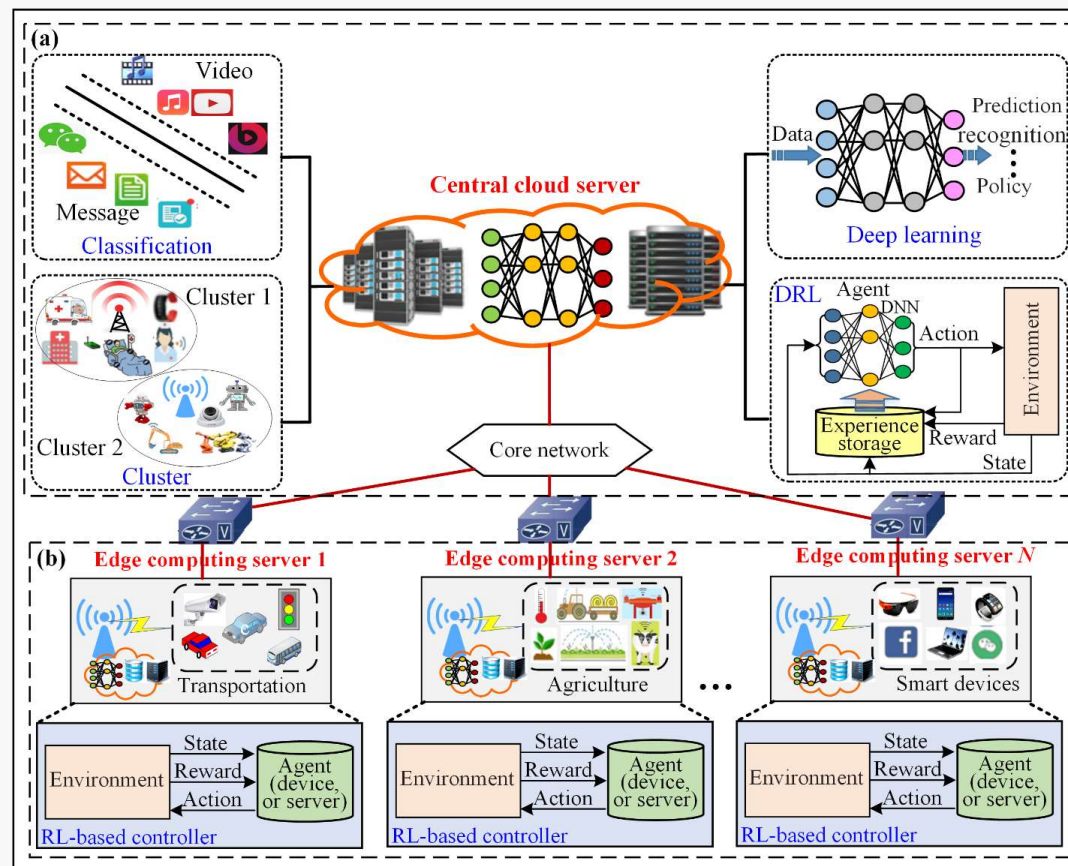 (a)
Video
Message
Classification
Cluster 1
Cluster 2
Cluster
Central cloud server
Data
Prediction
recognition
Policy
Deep learning
DRL
Agent
DNN
Action
Environment
Experience
storage
Reward
State
Core network
V
V
V
(b)
Edge computing server 1
Transportation
Environment
State
Reward
Action
Agent
(device,
or server)
RL-based controller
Edge computing server 2
Agriculture
...
Environment
State
Reward
Action
Agent
(device,
or server)
RL-based controller
Edge computing server N
Smart devices
Environment
State
Reward
Action
Agent
(device,
or server)
RL-based controller